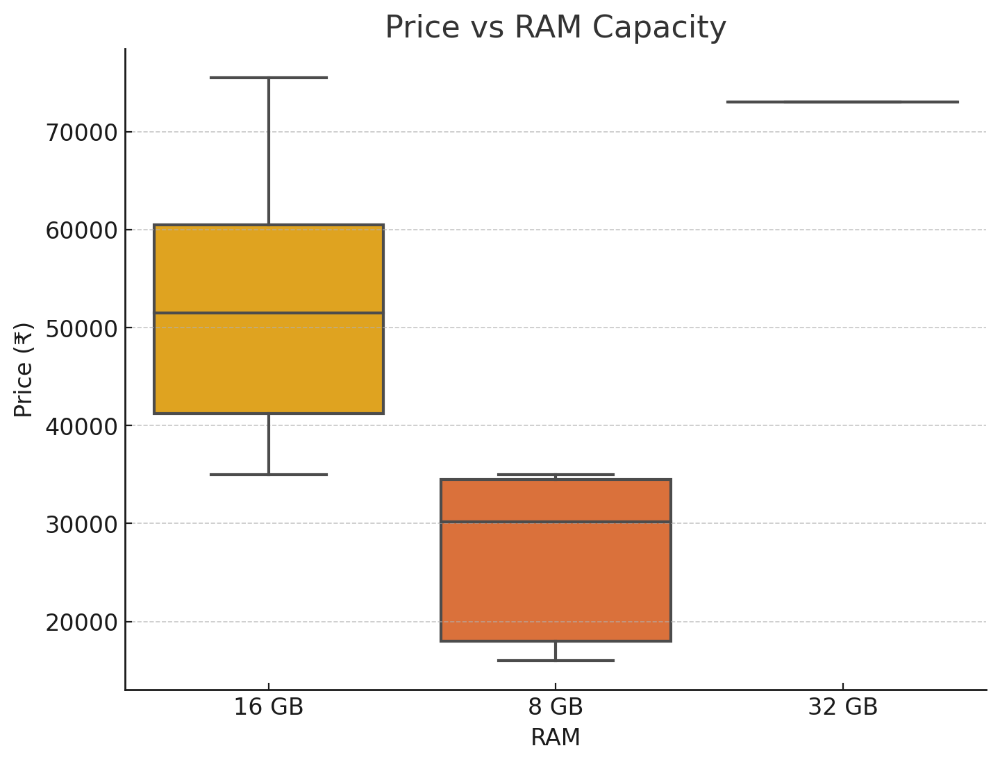 Price vs RAM Capacity
Price (₹)
70000
60000
50000
40000
30000
20000
16 GB
8 GB
32 GB
RAM